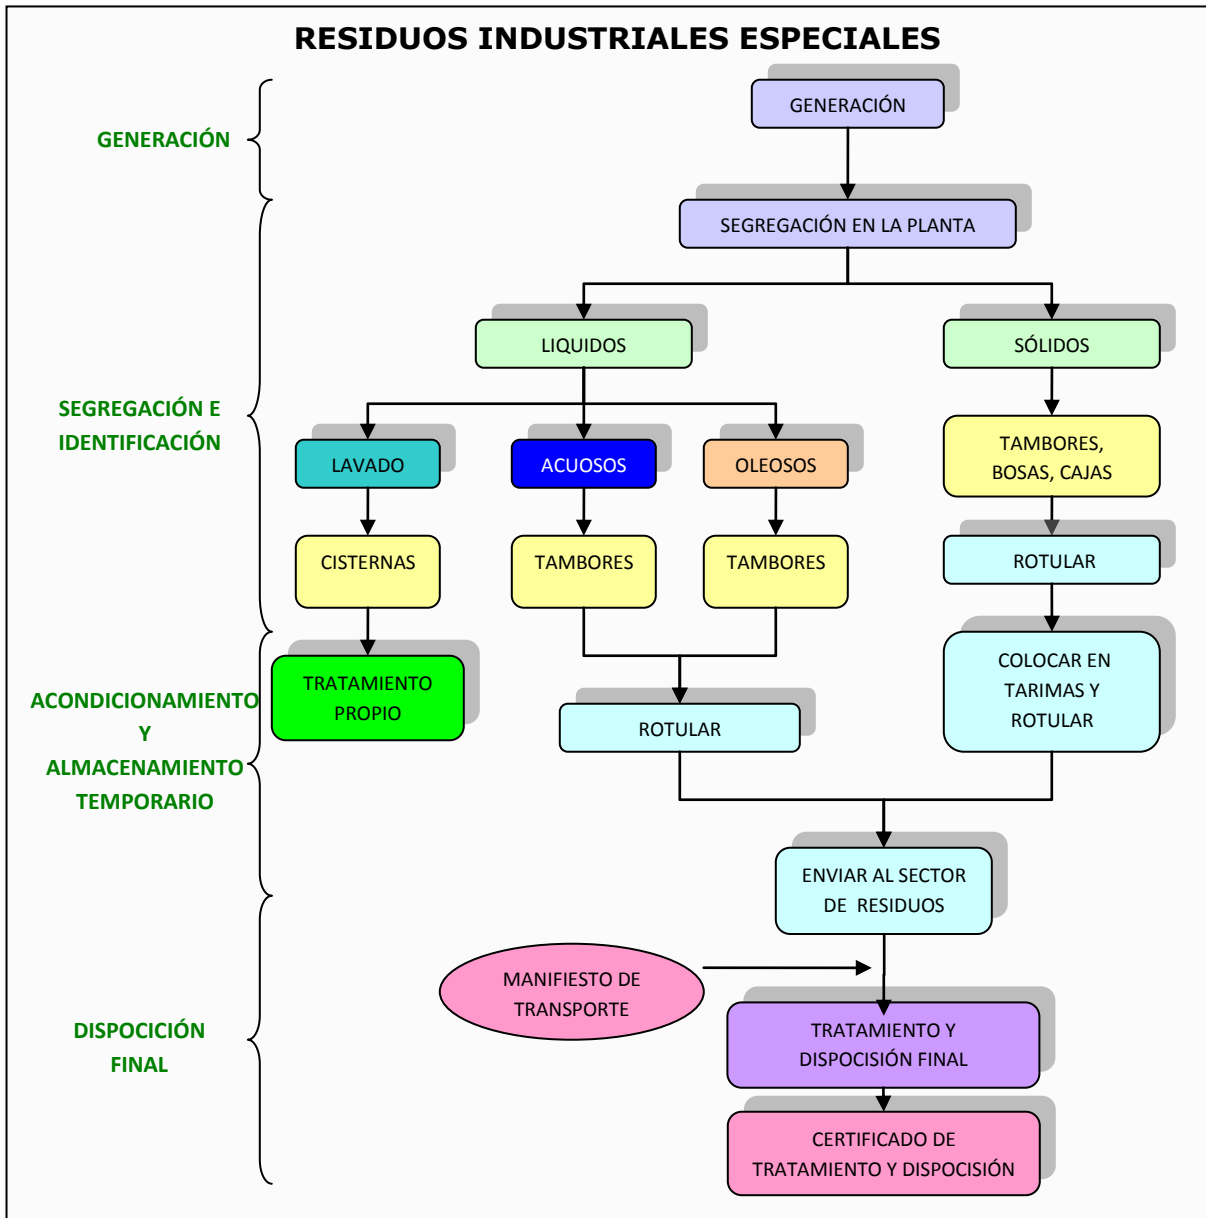 RESIDUOS INDUSTRIALES ESPECIALES
GENERACIÓN
GENERACIÓN
SEGREGACIÓN EN LA PLANTA
LIQUIDOS
SÓLIDOS
SEGREGACIÓN E
IDENTIFICACIÓN
LAVADO
ACUOSOS
OLEOSOS
TAMBORES,
BOSAS, CAJAS
CISTERNAS
TAMBORES
TAMBORES
ROTULAR
ACONDICIONAMIENTO
Y
ALMACENAMIENTO
TEMPORARIO
TRATAMIENTO
PROPIO
ROTULAR
COLOCAR EN
TARIMAS Y
ROTULAR
ENVIAR AL SECTOR
DE RESIDUOS
MANIFIESTO DE
TRANSPORTE
DISPOCICIÓN
FINAL
TRATAMIENTO Y
DISPOCISIÓN FINAL
CERTIFICADO DE
TRATAMIENTO Y DISPOCISIÓN